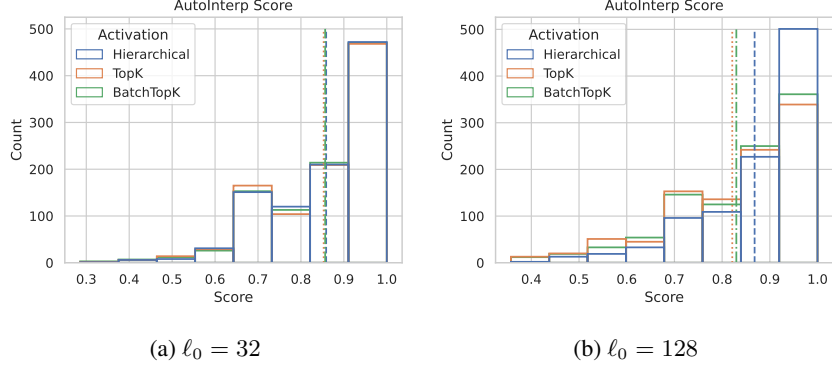 AutoInterp Score
500
400
300
200
100
0
Count
Activation
Hierarchical
TopK
BatchTopK
0.3 0.4 0.5 0.6 0.7 0.8 0.9 1.0
Score
(a) ℓ₀ = 32
AutoInterp Score
500
400
300
200
100
0
Count
Activation
Hierarchical
TopK
BatchTopK
0.4 0.5 0.6 0.7 0.8 0.9 1.0
Score
(b) ℓ₀ = 128